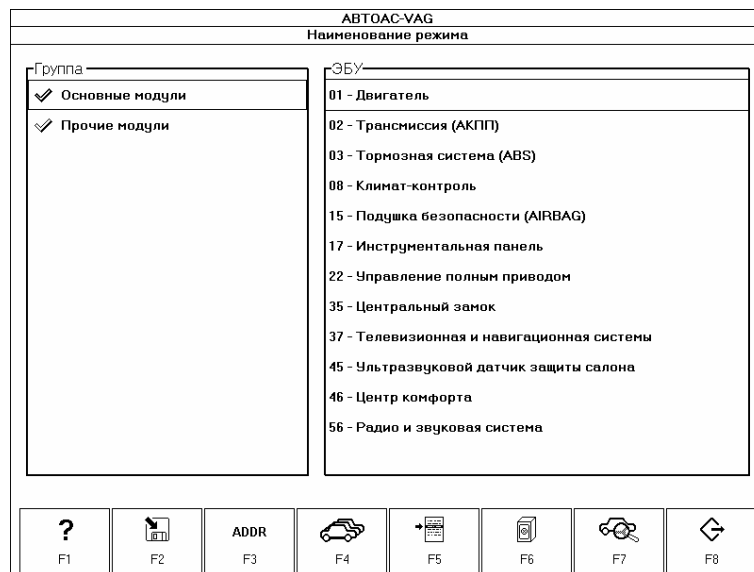 АВТОАС-VAG
Наименование режима
Группа
Основные модули
Прочие модули
ЭБУ
01 - Двигатель
02 - Трансмиссия (АКПП)
03 - Тормозная система (ABS)
08 - Климат-контроль
15 - Подушка безопасности (AIRBAG)
17 - Инструментальная панель
22 - Управление полным приводом
35 - Центральный замок
37 - Телевизионная и навигационная системы
45 - Ультразвуковой датчик защиты салона
46 - Центр комфорта
56 - Радио и звуковая система
?
ADDR
F1 F2 F3 F4 F5 F6 F7 F8